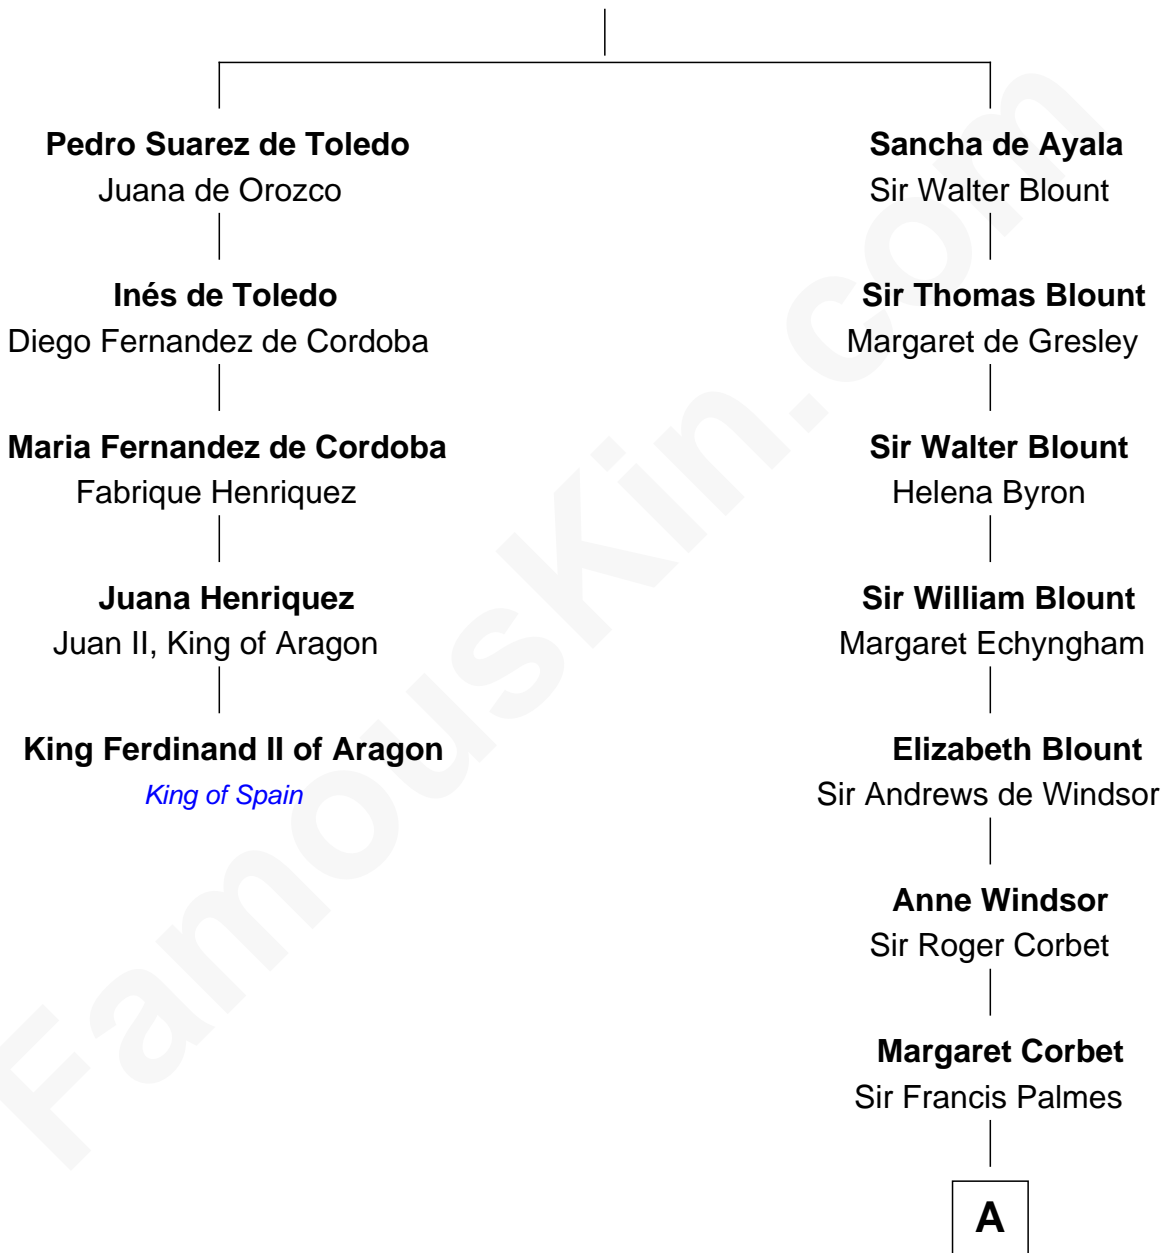 Pedro Suarez de Toledo
Juana de Orozco
Inés de Toledo
Diego Fernandez de Cordoba
Maria Fernandez de Cordoba
Fabrique Henriquez
Juana Henriquez
Juan II, King of Aragon
King Ferdinand II of Aragon
King of Spain
Sancha de Ayala
Sir Walter Blount
Sir Thomas Blount
Margaret de Gresley
Sir Walter Blount
Helena Byron
Sir William Blount
Margaret Echyngham
Elizabeth Blount
Sir Andrews de Windsor
Anne Windsor
Sir Roger Corbet
Margaret Corbet
Sir Francis Palmes
A
FamousKin.com